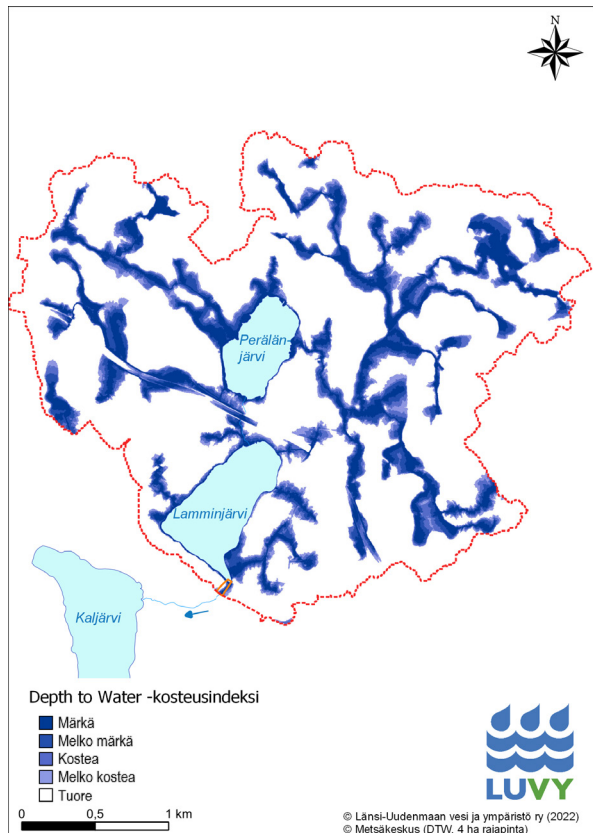 N
Perälän-
järvi
Lamminjärvi
Kaljärvi
Depth to Water -kosteusindeksi
Märkä
Melko märkä
Kostea
Melko kostea
Tuore
0 0,5 1 km
LUVY
© Länsi-Uudenmaan vesi ja ympäristö ry (2022)
© Metsäkeskus (DTW, 4 ha rajapinta)